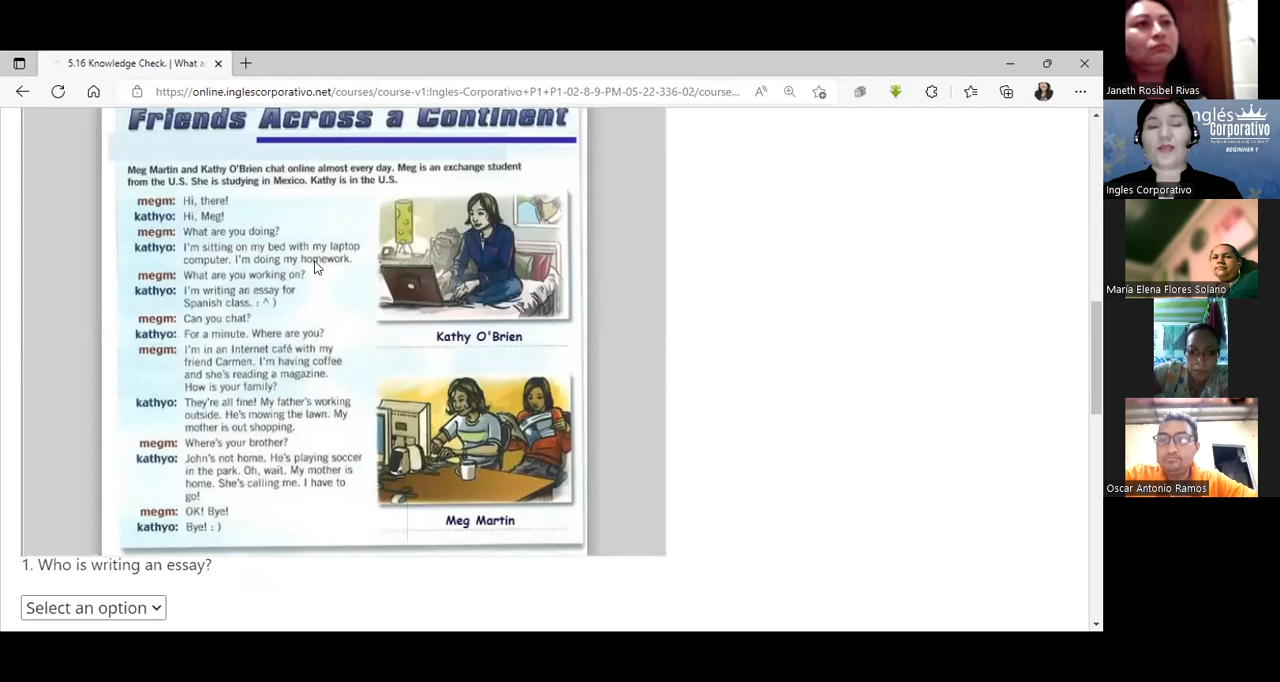 5.16 Knowledge Check. | What a
https://online.inglescorporativo.net/courses/course-v1:Ingles-Corporativo+P1+P1-02-8-9-PM-05-22-336-02/course...
Friends Across a Continent
Meg Martin and Kathy O'Brien chat online almost every day. Meg is an exchange student
from the U.S. She is studying in Mexico. Kathy is in the U.S.
megm: Hi, there!
kathyo: Hi, Meg!
megm: What are you doing?
kathyo: I'm sitting on my bed with my laptop
computer. I'm doing my homework.
megm: What are you working on?
kathyo: I'm writing an essay for
Spanish class. : ^ )
megm: Can you chat?
kathyo: For a minute. Where are you?
megm: I'm in an Internet café with my
friend Carmen. I'm having coffee
and she's reading a magazine.
How is your family?
kathyo: They're all fine! My father's working
outside. He's mowing the lawn. My
mother is out shopping.
megm: Where's your brother?
kathyo: John's not home. He's playing soccer
in the park. Oh, wait. My mother is
home. She's calling me. I have to
go!
megm: OK! Bye!
kathyo: Bye! : )
Kathy O'Brien
Meg Martin
1. Who is writing an essay?
Select an option
Janeth Rosibel Rivas
Inglés
Corporativo
BEGINNER 1
Ingles Corporativo
María Elena Flores Solano
Oscar Antonio Ramos